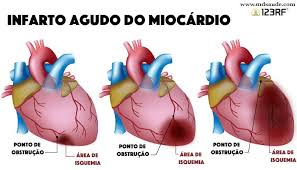 www.mdsaude.com
INFARTO AGUDO DO MIOCÁRDIO
123RF®
PONTO DE
OBSTRUÇÃO
ÁREA DE
ISQUEMIA
PONTO DE
OBSTRUÇÃO
ÁREA DE
ISQUEMIA
PONTO DE
OBSTRUÇÃO
ÁREA DE
ISQUEMIA